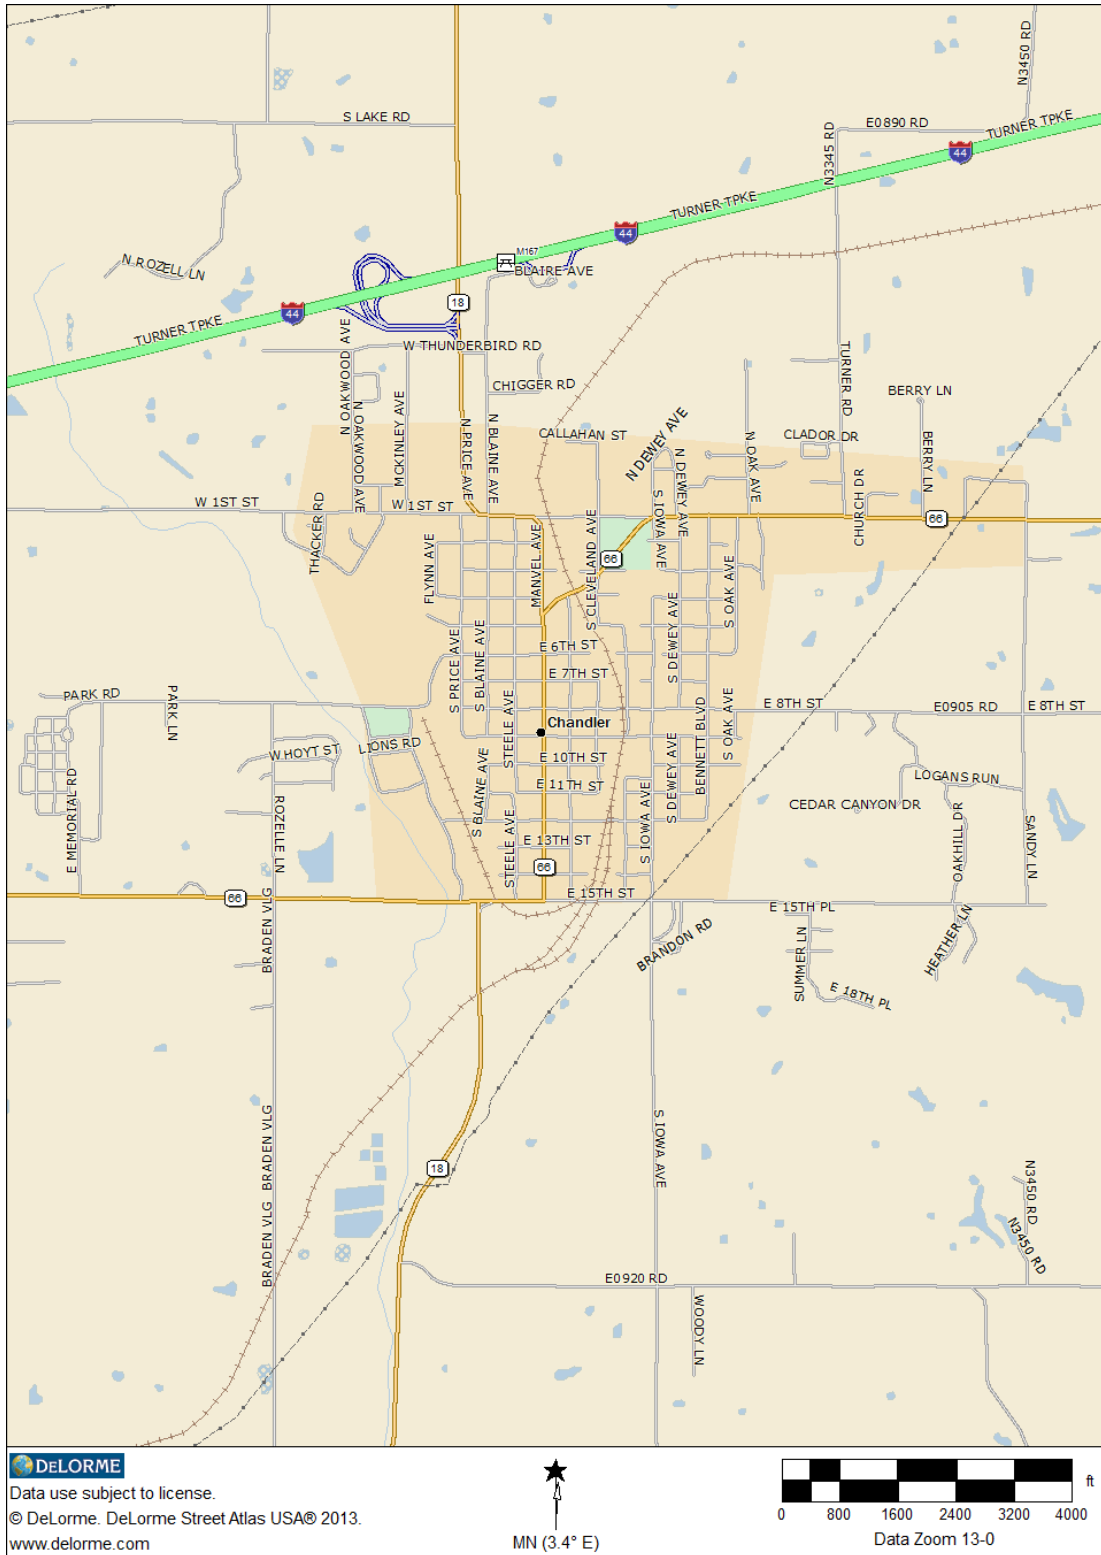 N3450 RD
S LAKE RD
E0890 RD
TURNER TPKE
44
N3345 RD
TURNER TPKE
44
M167
BLAIRE AVE
N ROZELL LN
18
44
TURNER TPKE
W THUNDERBIRD RD
N OAKWOOD AVE
CHIGGER RD
TURNER RD
BERRY LN
MCKINLEY AVE
N OAKWOOD AVE
N PRICE AVE
N BLAINE AVE
CALLAHAN ST
N DEWEY AVE
N DEWEY AVE
N OAK AVE
CLADOR DR
BERRY LN
W 1ST ST
W 1ST ST
THACKER RD
S IOWA AVE
CHURCH DR
66
FLYNN AVE
MANVEL AVE
S CLEVELAND AVE
66
S OAK AVE
S PRICE AVE
S BLAINE AVE
E 6TH ST
S DEWEY AVE
E 7TH ST
PARK RD
PARK LN
STEELE AVE
BENNETT BLVD
S OAK AVE
E 8TH ST
E0905 RD
E 8TH ST
Chandler
W HOYT ST
LIONS RD
E 10TH ST
E 11TH ST
S BLAINE AVE
S IOWA AVE
S DEWEY AVE
LOGANS RUN
CEDAR CANYON DR
E MEMORIAL RD
ROZELLE LN
STEELE AVE
E 13TH ST
OAKHILL DR
SANDY LN
66
66
E 15TH ST
E 15TH PL
BRADEN VLG
BRANDON RD
SUMMER LN
HEATHER LN
E 18TH PL
BRADEN VLG
S IOWA AVE
18
N3450 RD
BRADEN VLG
N3450 RD
E0920 RD
WOODY LN
DELORME
Data use subject to license.
© DeLorme. DeLorme Street Atlas USA® 2013.
www.delorme.com
MN (3.4° E)
ft
0 800 1600 2400 3200 4000
Data Zoom 13-0